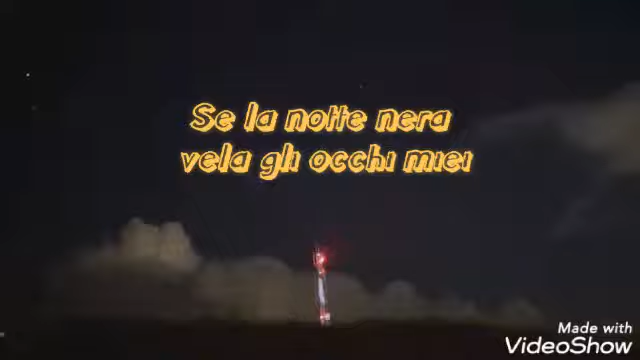 Se la notte nera
vela gli occhi miei
Made with
VideoShow